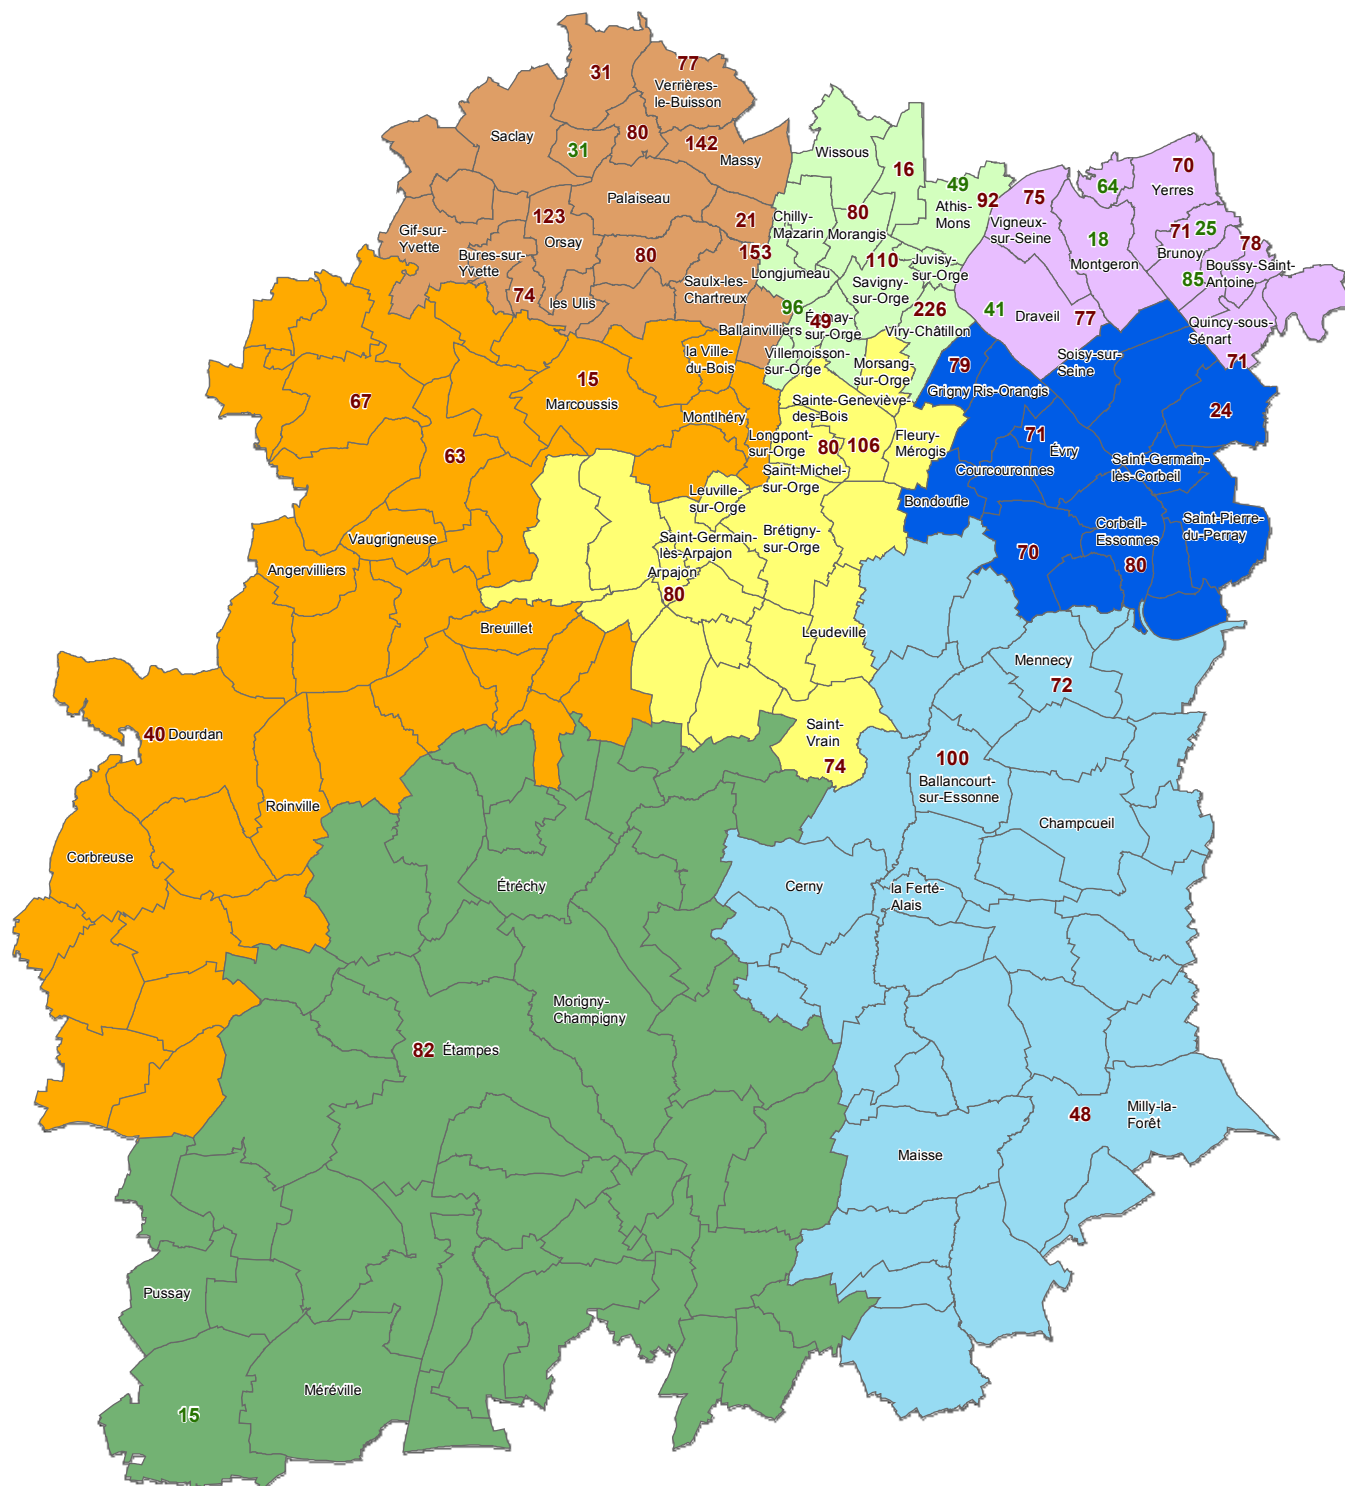 31
77
Verrières-
le-Buisson
Saclay
31
80
142
Massy
Wissous
16
49
Athis-
Mons
92
75
Vigneux-
sur-Seine
64
70
Yerres
Palaiseau
123
Orsay
21
153
Chilly-
Mazarin
80
Morangis
Longjumeau
110
Savigny-
sur-Orge
Juvisy-
sur-Orge
18
Montgeron
71
25
Brunoy
85
78
Boussy-Saint-
Antoine
Gif-sur-
Yvette
Bures-sur-
Yvette
74
80
les Ulis
Saulx-les-
Chartreux
Ballainvilliers
96
49
Épinay-
sur-Orge
226
Viry-Châtillon
41
Draveil
77
Quincy-sous-
Sénart
71
la Ville-
du-Bois
Villemoisson-
sur-Orge
Morsang-
sur-Orge
79
Grigny
Ris-Orangis
Soisy-sur-
Seine
24
67
15
Marcoussis
Montlhéry
Sainte-Geneviève-
des-Bois
63
Longpont-
sur-Orge
80
106
Fleury-
Mérogis
71
Évry
Courcouronnes
Saint-Germain-
lès-Corbeil
Saint-Michel-
sur-Orge
Leuville-
sur-Orge
Bondoufle
Vaugrigneuse
Angervilliers
Saint-Germain-
lès-Arpajon
Brétigny-
sur-Orge
Corbeil-
Essonnes
80
Saint-Pierre-
du-Perray
70
Arpajon
80
Breuillet
Leudeville
Mennecy
72
40
Dourdan
Saint-
Vrain
74
100
Ballancourt-
sur-Essonne
Roinville
Champcueil
Corbreuse
Étréchy
Cerny
la Ferté-
Alais
Morigny-
Champigny
82
Étampes
48
Milly-la-
Forêt
Maisse
Pussay
Méréville
15